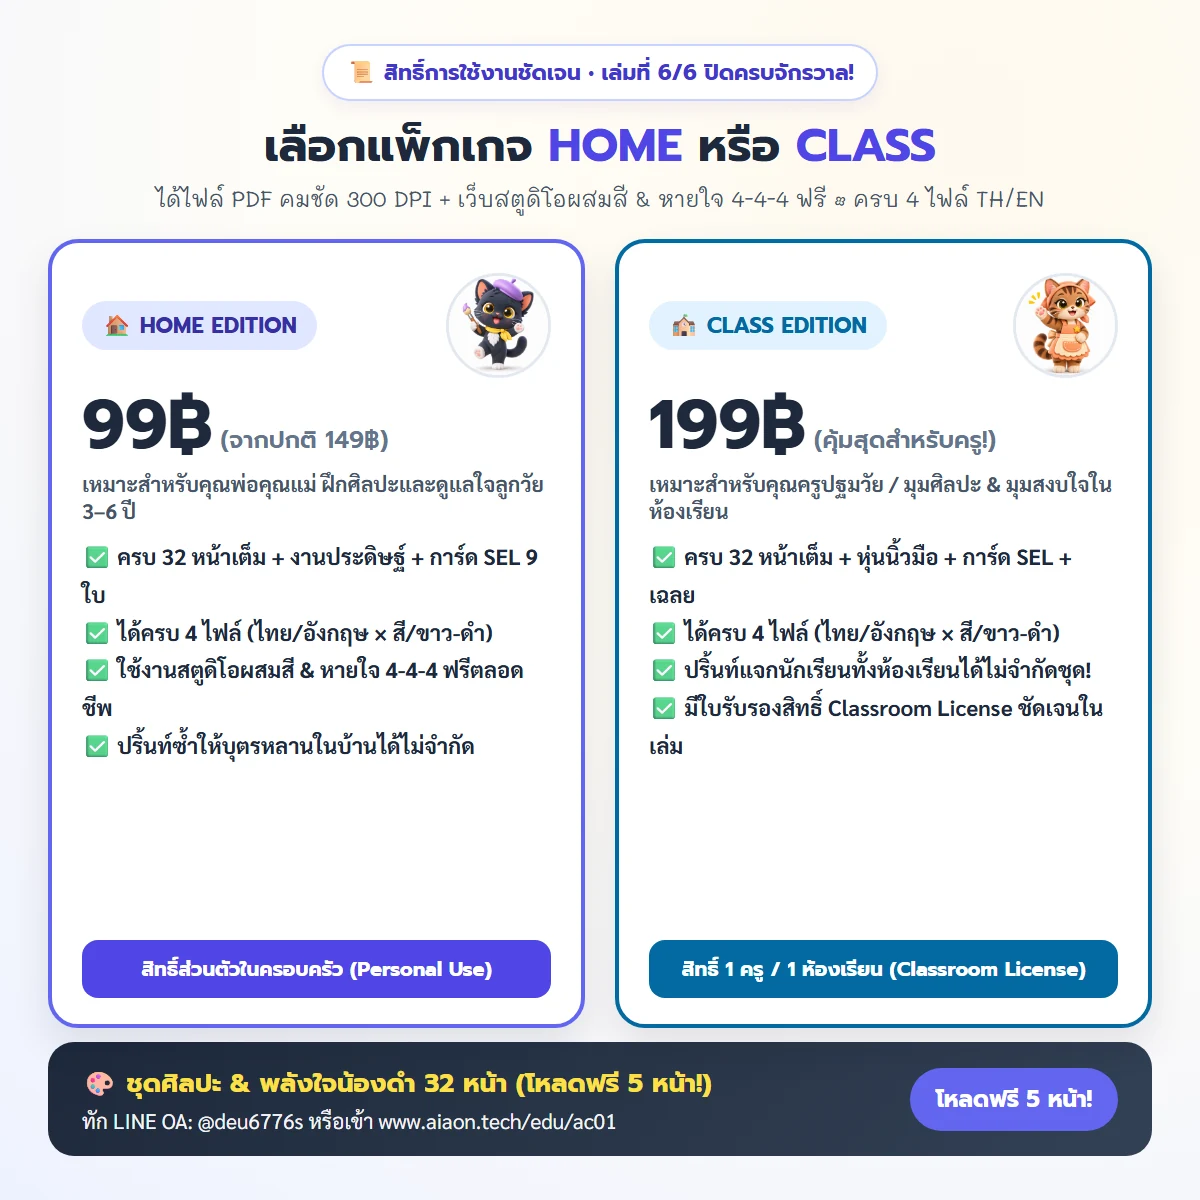 📜 สิทธิ์การใช้งานชัดเจน · เล่มที่ 6/6 ปิดครบจักรวาล!
เลือกแพ็กเกจ HOME หรือ CLASS
ได้ไฟล์ PDF คมชัด 300 DPI + เว็บสตูดิโอผสมสี & หายใจ 4-4-4 ฟรี ๑ ครบ 4 ไฟล์ TH/EN
🏠 HOME EDITION
99฿ (จากปกติ 149฿)
เหมาะสำหรับคุณพ่อคุณแม่ ฝึกศิลปะและดูแลใจลูกวัย
3–6 ปี
✅ ครบ 32 หน้าเต็ม + งานประดิษฐ์ + การ์ด SEL 9
ใบ
✅ ได้ครบ 4 ไฟล์ (ไทย/อังกฤษ × สี/ขาว-ดำ)
✅ ใช้งานสตูดิโอผสมสี & หายใจ 4-4-4 ฟรีตลอด
ชีพ
✅ ปริ้นท์ซ้ำให้บุตรหลานในบ้านได้ไม่จำกัด
สิทธิ์ส่วนตัวในครอบครัว (Personal Use)
🏫 CLASS EDITION
199฿ (คุ้มสุดสำหรับครู!)
เหมาะสำหรับคุณครูปฐมวัย / มุมศิลปะ & มุมสงบใจใน
ห้องเรียน
✅ ครบ 32 หน้าเต็ม + หุ่นนิ้วมือ + การ์ด SEL +
เฉลย
✅ ได้ครบ 4 ไฟล์ (ไทย/อังกฤษ × สี/ขาว-ดำ)
✅ ปริ้นท์แจกนักเรียนทั้งห้องเรียนได้ไม่จำกัดชุด!
✅ มีใบรับรองสิทธิ์ Classroom License ชัดเจนใน
เล่ม
สิทธิ์ 1 ครู / 1 ห้องเรียน (Classroom License)
🎨 ชุดศิลปะ & พลังใจน้องดำ 32 หน้า (โหลดฟรี 5 หน้า!)
ทัก LINE OA: @deu6776s หรือเข้า www.aiaon.tech/edu/ac01
โหลดฟรี 5 หน้า!